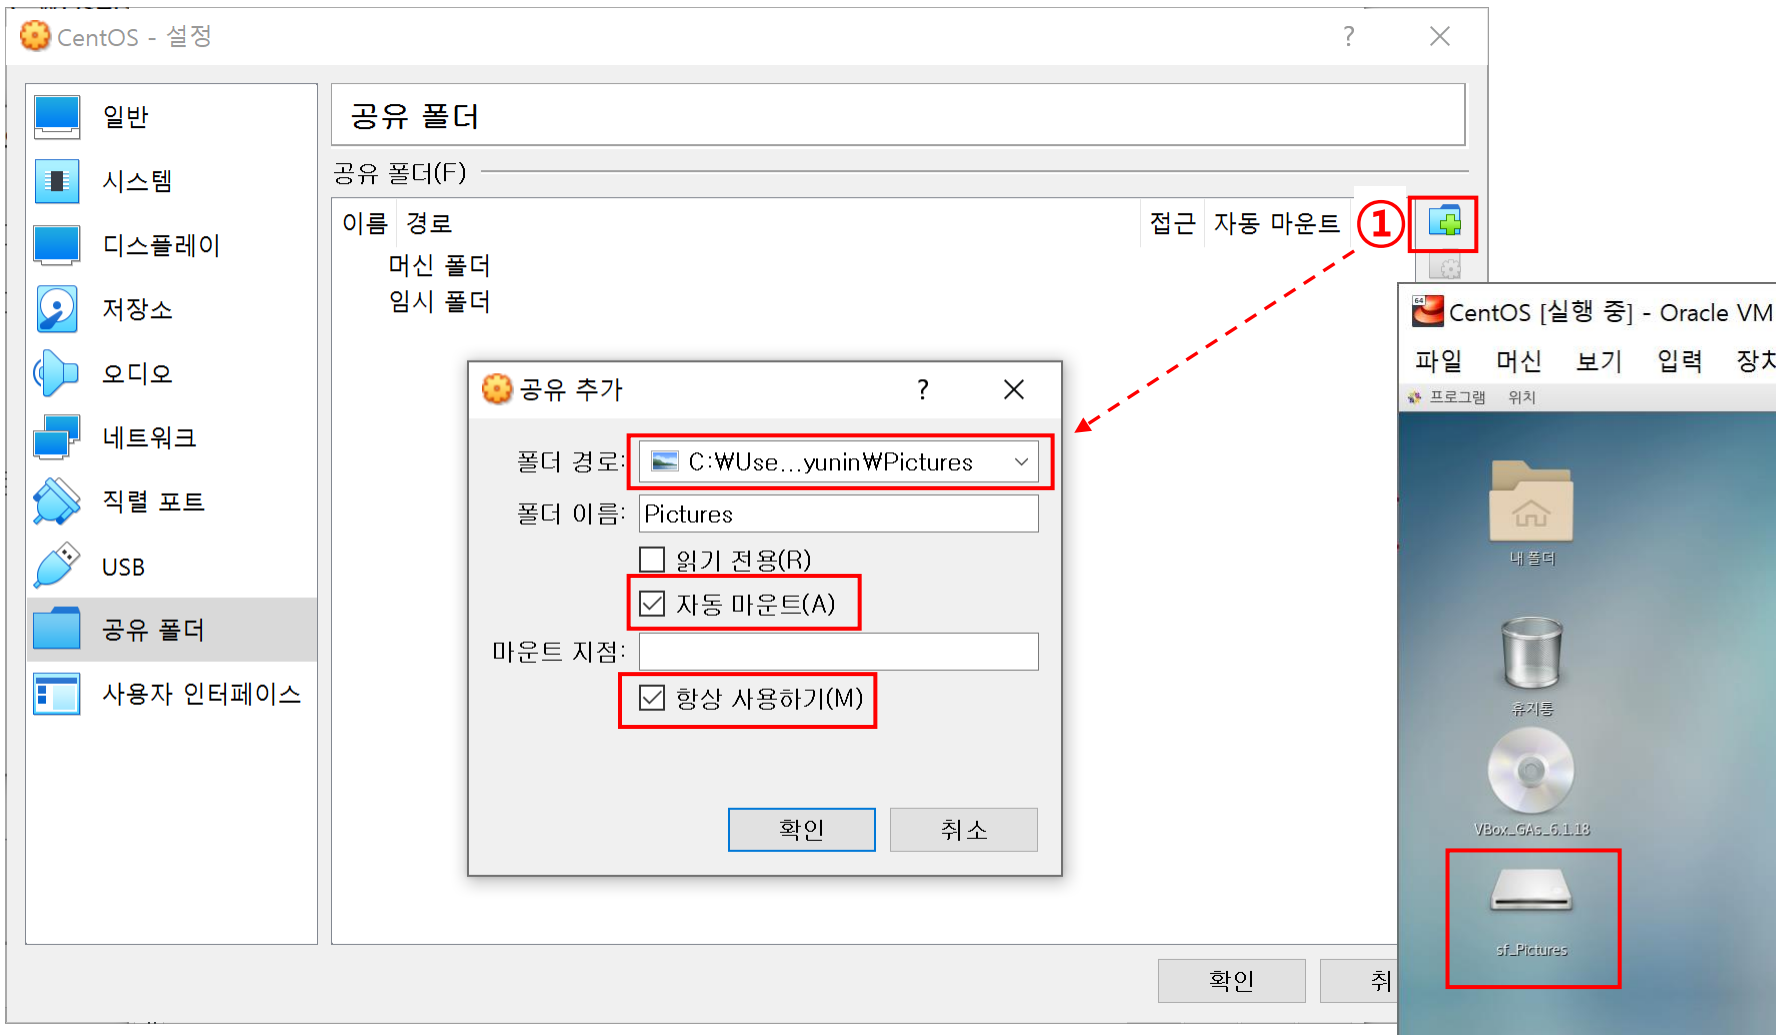 CentOS - 설정
일반
시스템
디스플레이
저장소
오디오
네트워크
직렬 포트
USB
공유 폴더
사용자 인터페이스
공유 폴더
공유 폴더(F)
이름 경로 접근 자동 마운트
①
머신 폴더
임시 폴더
공유 추가
폴더 경로: C:₩Use...yunin₩Pictures
폴더 이름: Pictures
읽기 전용(R)
자동 마운트(A)
마운트 지점:
항상 사용하기(M)
확인 취소
확인 취
64
CentOS [실행 중] - Oracle VM
파일 머신 보기 입력 장치
프로그램 위치
내 폴더
휴지통
VBox_GAs_6.1.18
sf_Pictures